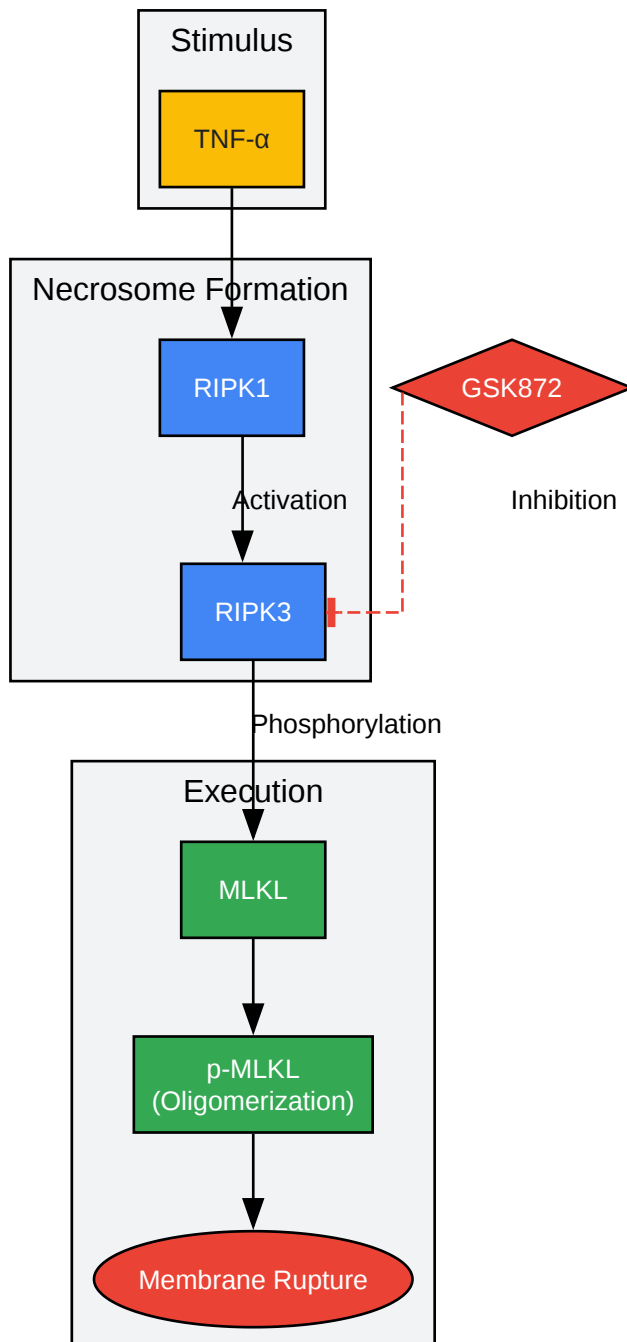 Stimulus
TNF-α
Necrosome Formation
RIPK1
GSK872
Activation
Inhibition
RIPK3
Phosphorylation
Execution
MLKL
p-MLKL
(Oligomerization)
Membrane Rupture